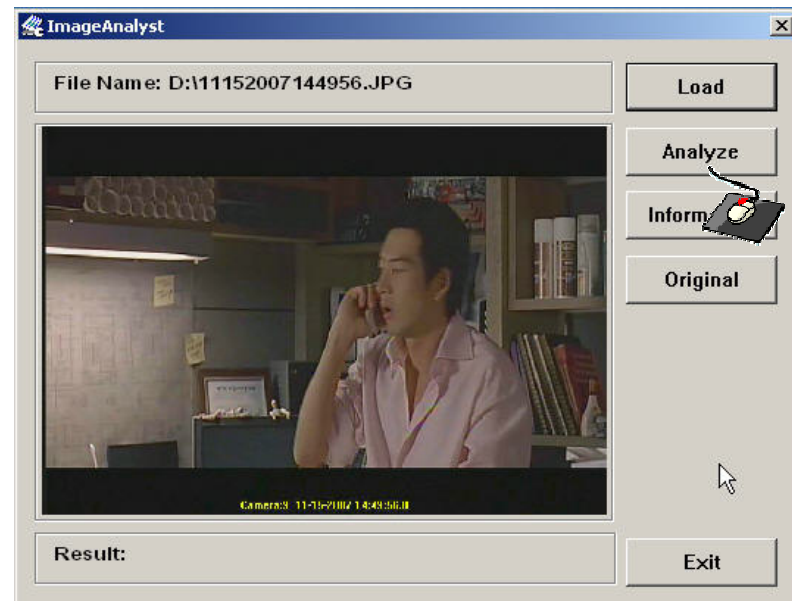 ImageAnalyst
File Name: D:\11152007144956.JPG
Load
Analyze
Inform
Original
Camera:9 11-15-2007 14:49:56.0
Result:
Exit